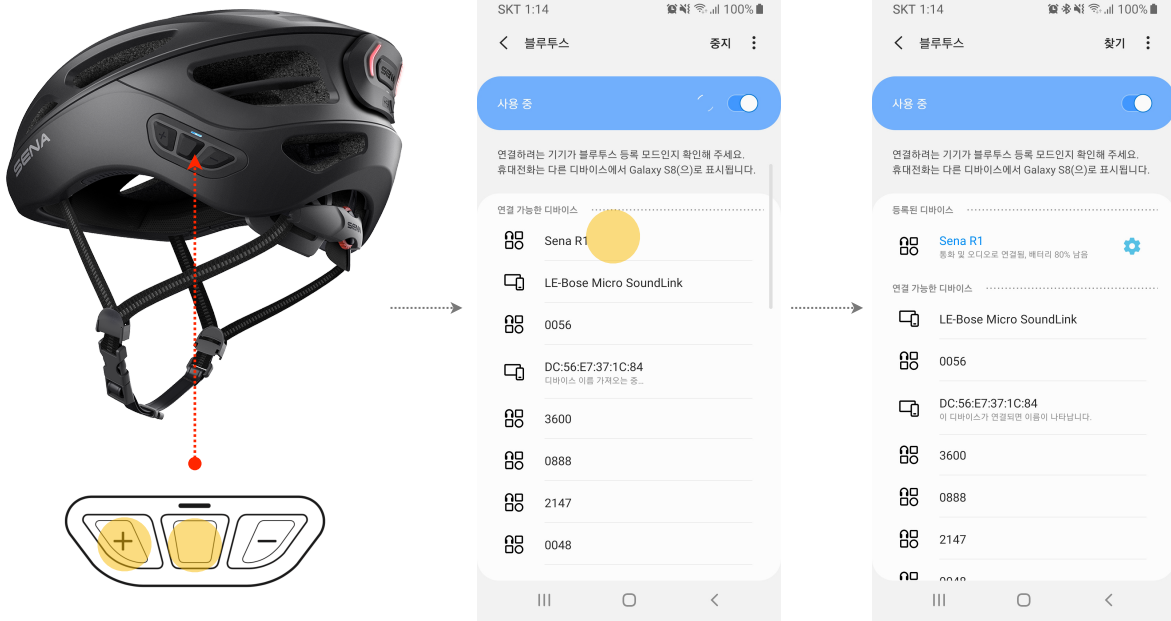 SENA
SENA
SENA
+
−
SKT 1:14
100%
블루투스
중지
사용 중
연결하려는 기기가 블루투스 등록 모드인지 확인해 주세요.
휴대전화는 다른 디바이스에서 Galaxy S8(으)로 표시됩니다.
연결 가능한 디바이스
Sena R1
LE-Bose Micro SoundLink
0056
DC:56:E7:37:1C:84
디바이스 이름 가져오는 중...
3600
0888
2147
0048
SKT 1:14
100%
블루투스
찾기
사용 중
연결하려는 기기가 블루투스 등록 모드인지 확인해 주세요.
휴대전화는 다른 디바이스에서 Galaxy S8(으)로 표시됩니다.
등록된 디바이스
Sena R1
통화 및 오디오로 연결됨, 배터리 80% 남음
연결 가능한 디바이스
LE-Bose Micro SoundLink
0056
DC:56:E7:37:1C:84
이 디바이스가 연결되면 이름이 나타납니다.
3600
0888
2147
0048